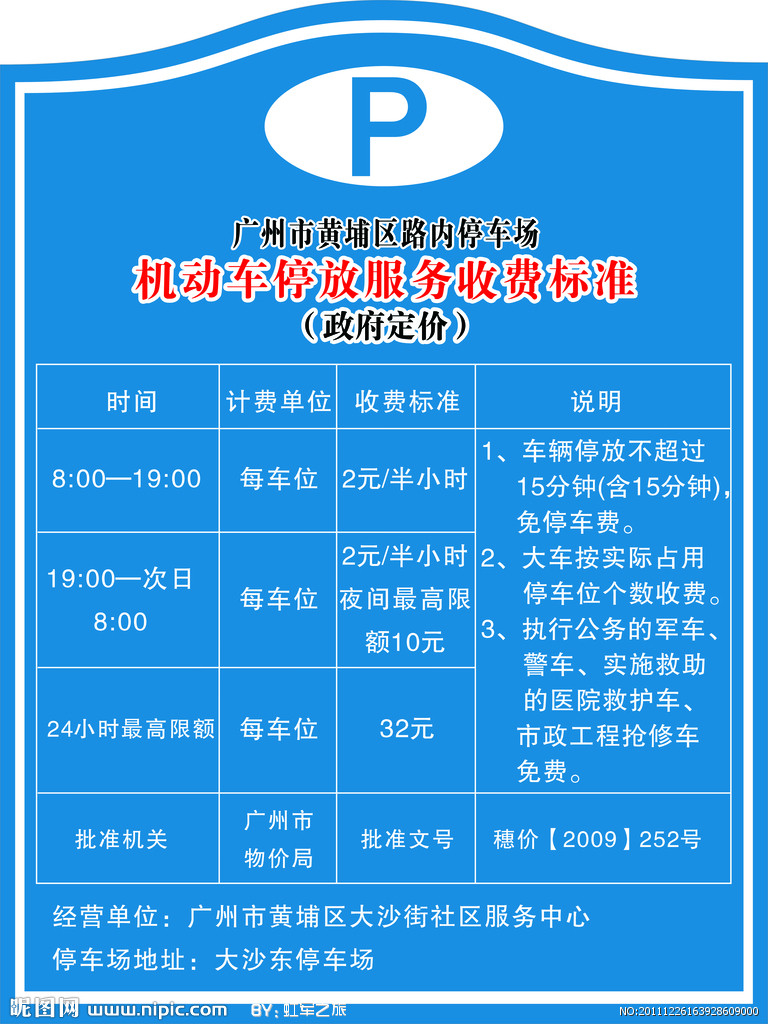 P
广州市黄埔区路内停车场
机动车停放服务收费标准
（政府定价）
时间 计费单位 收费标准 说明
8:00—19:00 每车位 2元/半小时
19:00—次日
8:00
每车位
2元/半小时
夜间最高限
额10元
24小时最高限额 每车位 32元
1、车辆停放不超过
15分钟(含15分钟)，
免停车费。
2、大车按实际占用
停车位个数收费。
3、执行公务的军车、
警车、实施救助
的医院救护车、
市政工程抢修车
免费。
批准机关
广州市
物价局
批准文号 穗价【2009】252号
经营单位：广州市黄埔区大沙街社区服务中心
停车场地址：大沙东停车场
昵图网 www.nipic.com BY：虹军之旅 NO:20111226163928609000